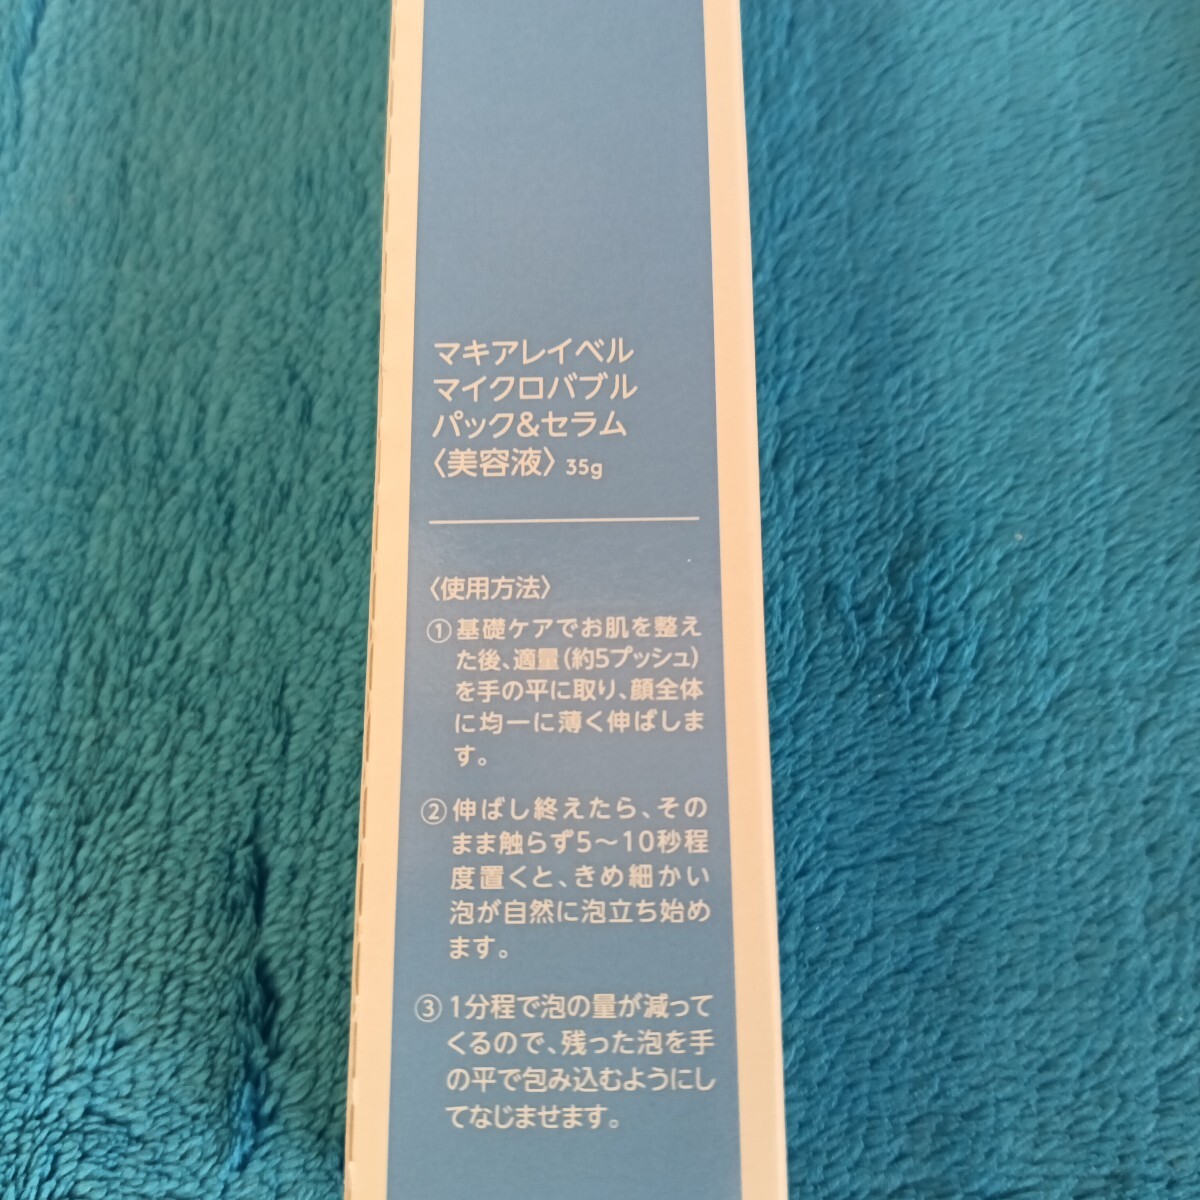 マキアレイベル
マイクロバブル
パック&セラム
〈美容液〉 35g
〈使用方法〉
①基礎ケアでお肌を整え
た後、適量(約5プッシュ)
を手の平に取り、顔全体
に均一に薄く伸ばしま
す。
②伸ばし終えたら、その
まま触らず5〜10秒程
度置くと、きめ細かい
泡が自然に泡立ち始め
ます。
③1分程で泡の量が減って
くるので、残った泡を手
の平で包み込むようにし
てなじませます。